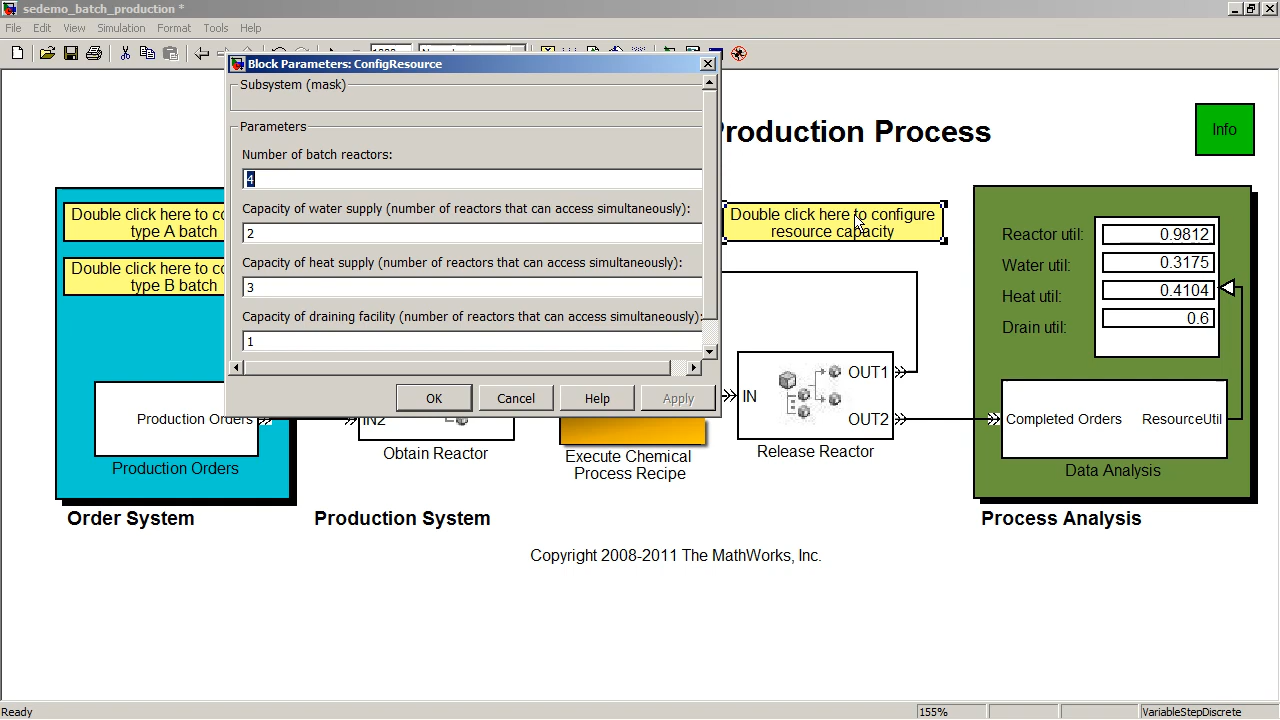 sedemo_batch_production *
File Edit View Simulation Format Tools Help
Block Parameters: ConfigResource
Subsystem (mask)
Parameters
Number of batch reactors:
4
Capacity of water supply (number of reactors that can access simultaneously):
2
Capacity of heat supply (number of reactors that can access simultaneously):
3
Capacity of draining facility (number of reactors that can access simultaneously):
1
OK Cancel Help Apply
Production Process
Info
Double click here to
type A batch
Double click here to
type B batch
Production Orders
Production Orders
Order System
IN2
Obtain Reactor
Production System
Execute Chemical
Process Recipe
Double click here to configure
resource capacity
IN
OUT1
OUT2
Release Reactor
Reactor util: 0.9812
Water util: 0.3175
Heat util: 0.4104
Drain util: 0.6
Completed Orders ResourceUtil
Data Analysis
Process Analysis
Copyright 2008-2011 The MathWorks, Inc.
Ready
155%
VariableStepDiscrete